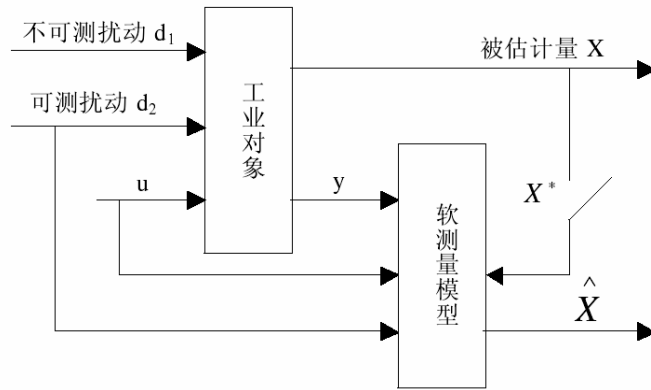 不可测扰动 d₁
被估计量 X
可测扰动 d₂
工业对象
u
y
X*
软测量模型
X̂